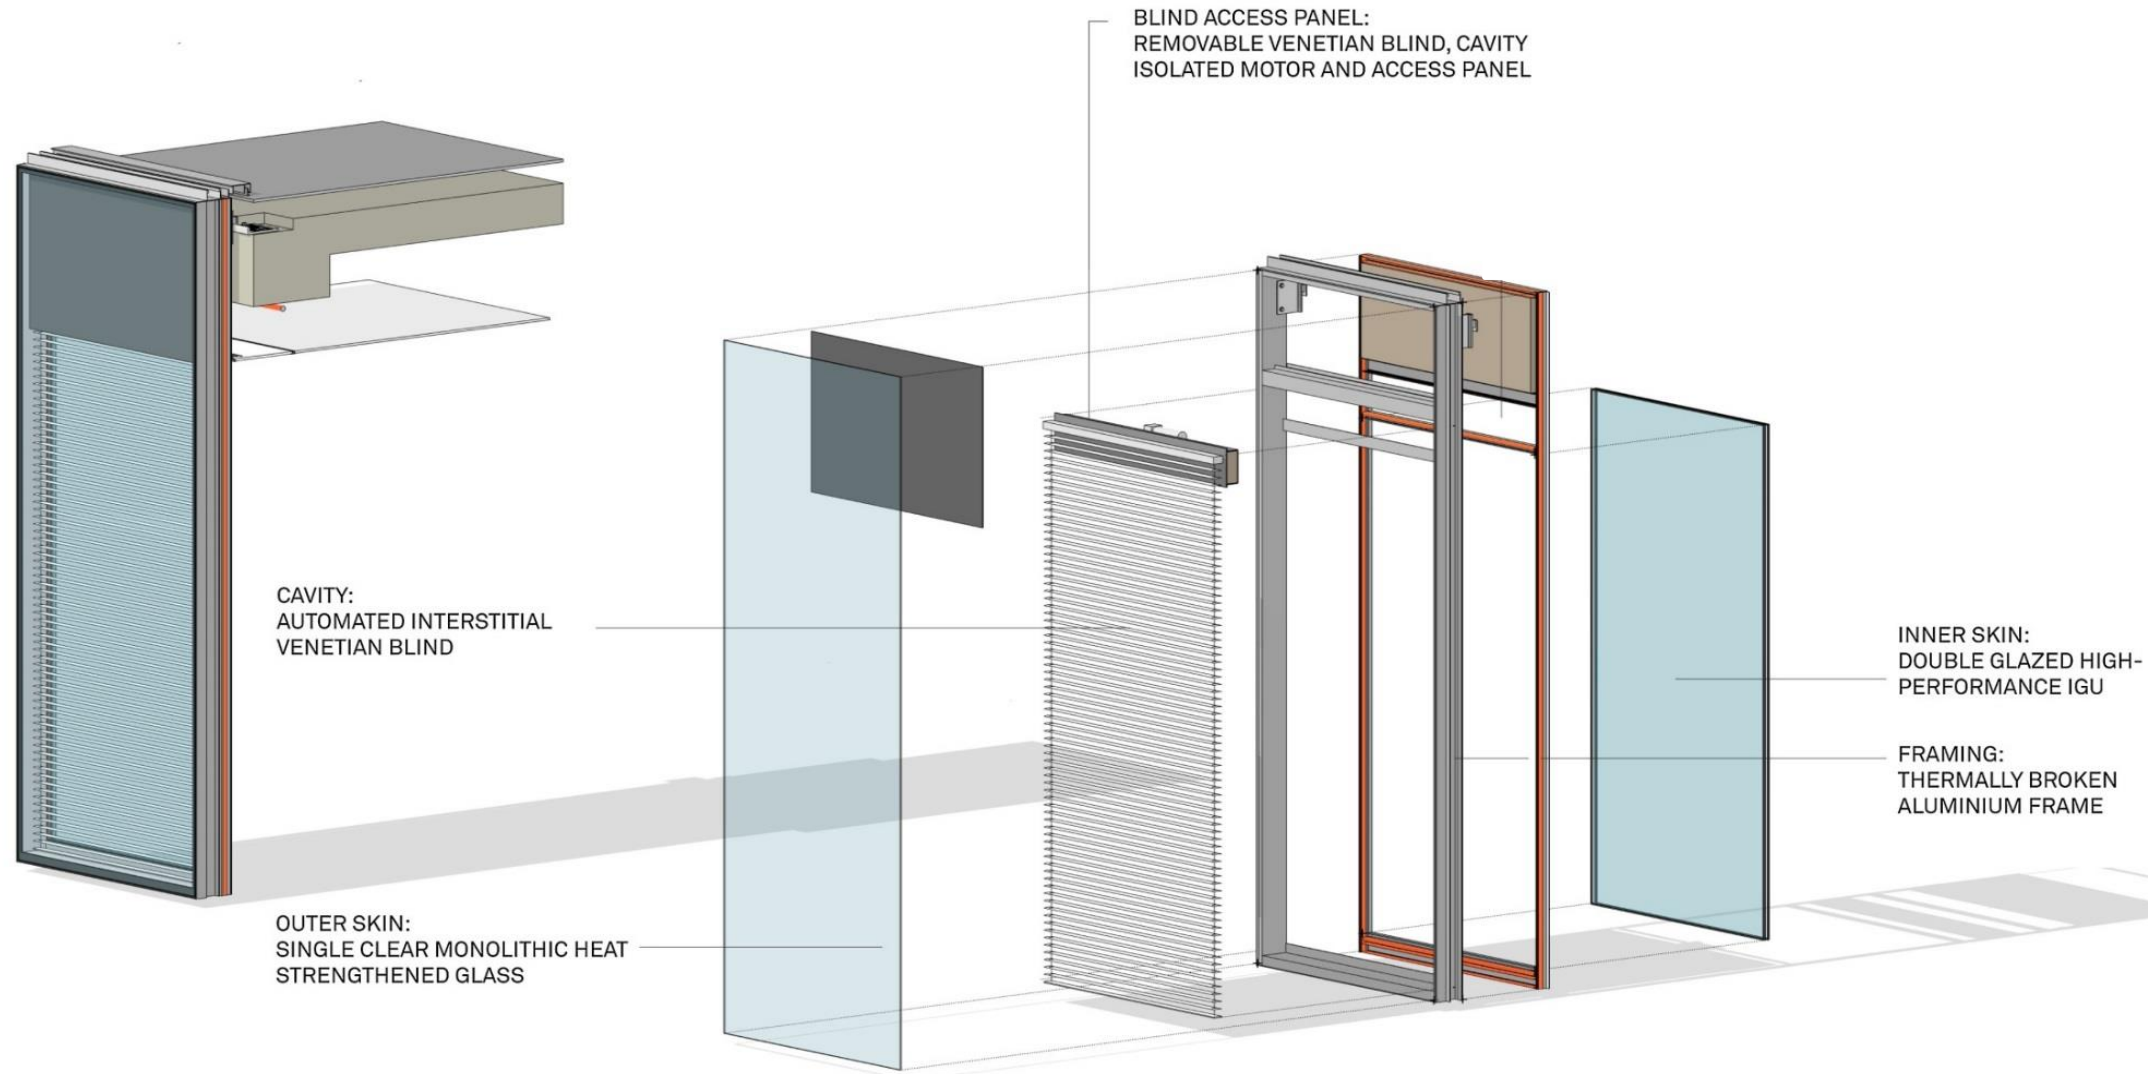 BLIND ACCESS PANEL:
REMOVABLE VENETIAN BLIND, CAVITY
ISOLATED MOTOR AND ACCESS PANEL
CAVITY:
AUTOMATED INTERSTITIAL
VENETIAN BLIND
INNER SKIN:
DOUBLE GLAZED HIGH-
PERFORMANCE IGU
FRAMING:
THERMALLY BROKEN
ALUMINIUM FRAME
OUTER SKIN:
SINGLE CLEAR MONOLITHIC HEAT
STRENGTHENED GLASS